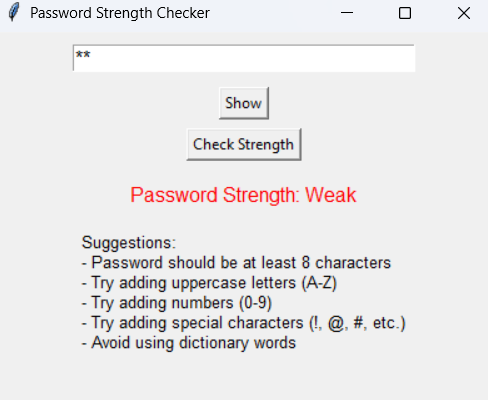 Password Strength Checker
**
Show
Check Strength
Password Strength: Weak
Suggestions:
- Password should be at least 8 characters
- Try adding uppercase letters (A-Z)
- Try adding numbers (0-9)
- Try adding special characters (!, @, #, etc.)
- Avoid using dictionary words